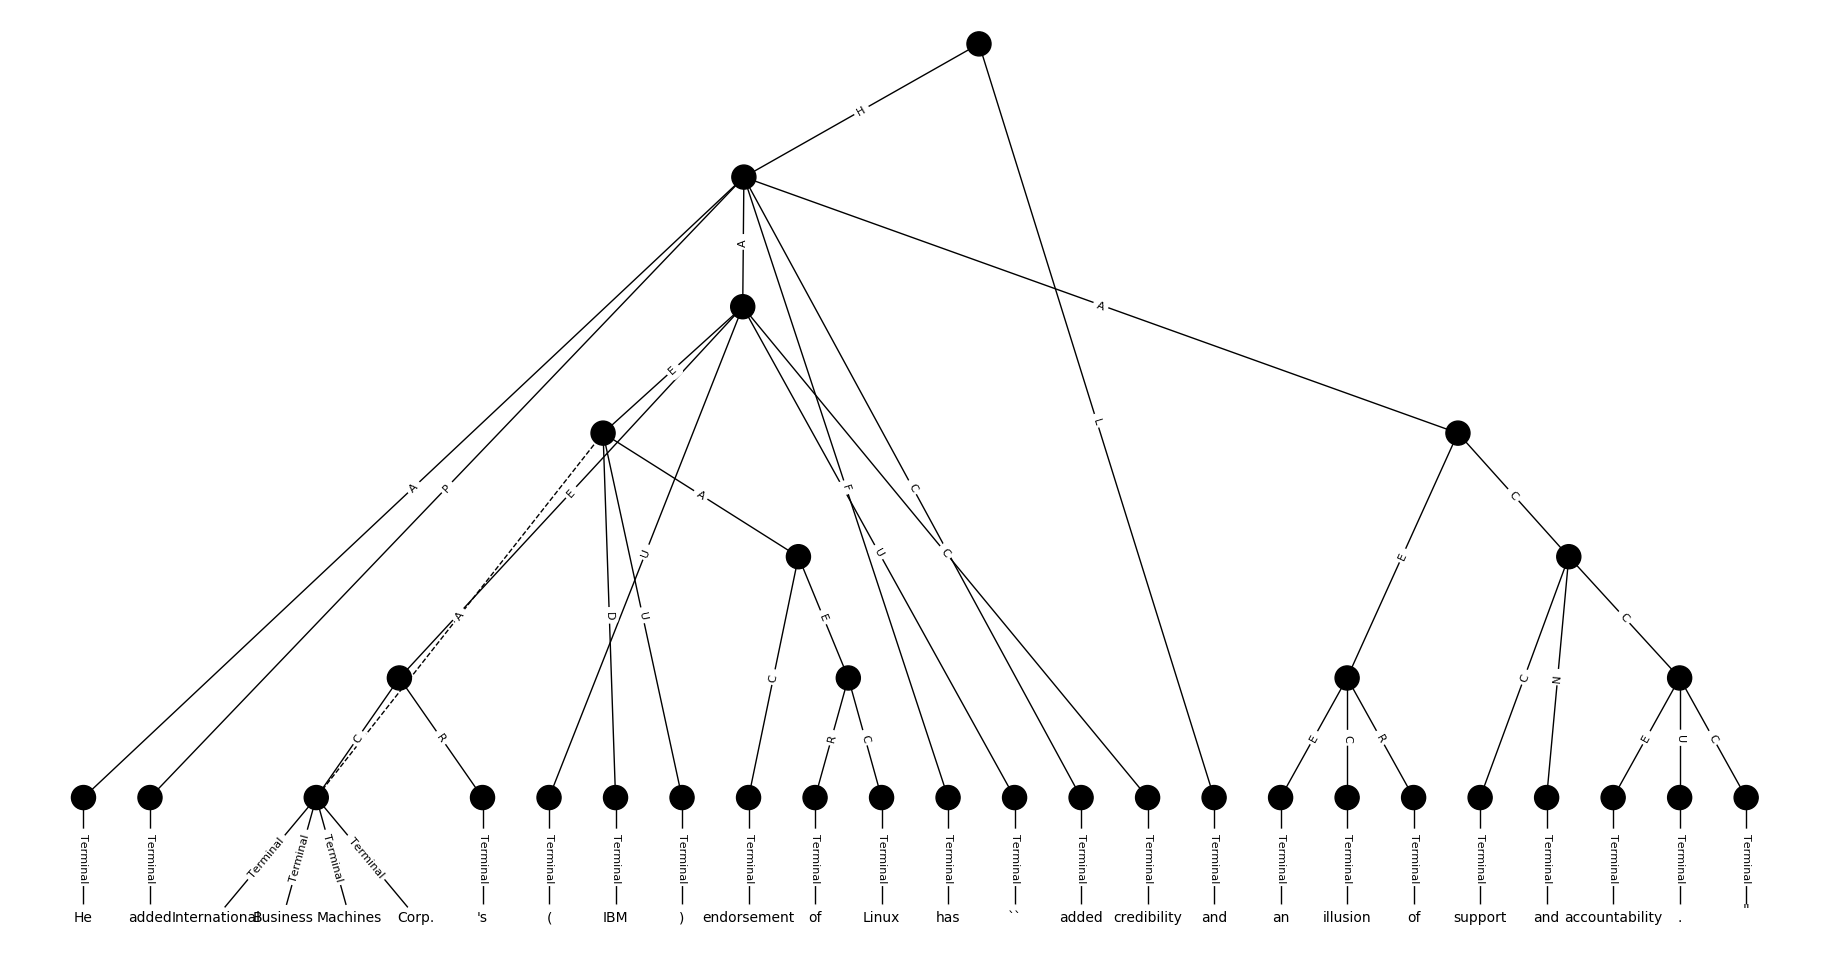 H
A
A
L
E
A P F C
A U C
E D U
E C
E U C
A
C E
C R R C E C R C N E U C
Terminal Terminal Terminal Terminal Terminal Terminal Terminal Terminal Terminal Terminal Terminal Terminal Terminal Terminal Terminal Terminal Terminal Terminal Terminal Terminal Terminal Terminal Terminal Terminal Terminal Terminal Terminal
He added International Business Machines Corp. 's ( IBM ) endorsement of Linux has `` added credibility and an illusion of support and accountability . "